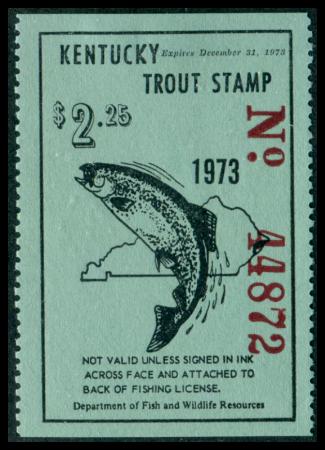 KENTUCKY Expires December 31, 1973
TROUT STAMP
$2.25
1973
No. 44872
NOT VALID UNLESS SIGNED IN INK
ACROSS FACE AND ATTACHED TO
BACK OF FISHING LICENSE.
Department of Fish and Wildlife Resources